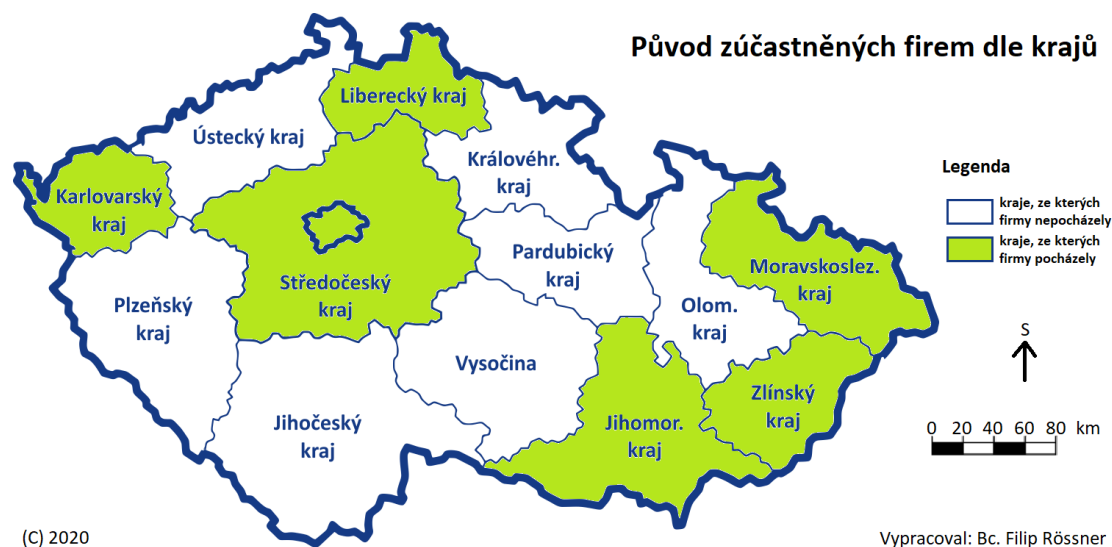 Původ zúčastněných firem dle krajů
Liberecký kraj
Ústecký kraj
Královéhr.
kraj
Karlovarský
kraj
Legenda
kraje, ze kterých
firmy nepocházely
kraje, ze kterých
firmy pocházely
Pardubický
kraj
Moravskoslez.
kraj
Středočeský
kraj
Plzeňský
kraj
Olom.
kraj
Vysočina
S
Zlínský
kraj
Jihočeský
kraj
Jihomor.
kraj
0 20 40 60 80 km
(C) 2020
Vypracoval: Bc. Filip Rössner